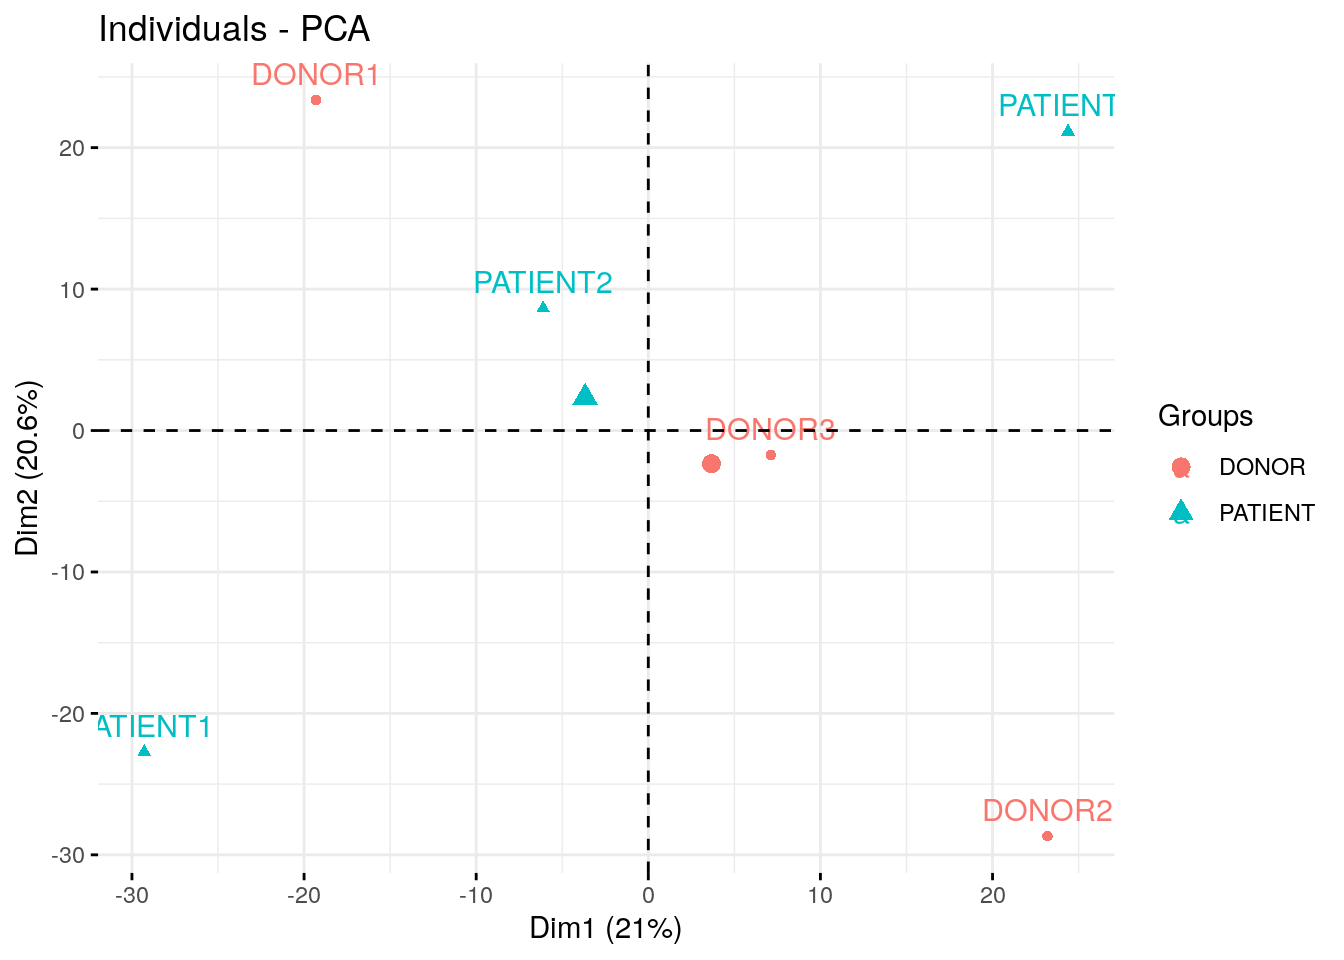 Individuals - PCA
DONOR1
PATIENT
20
PATIENT2
10
DONOR3
0
-10
-20
ATIENT1
DONOR2
-30
-30
-20
-10
0
10
20
Dim1 (21%)
Dim2 (20.6%)
Groups
DONOR
PATIENT